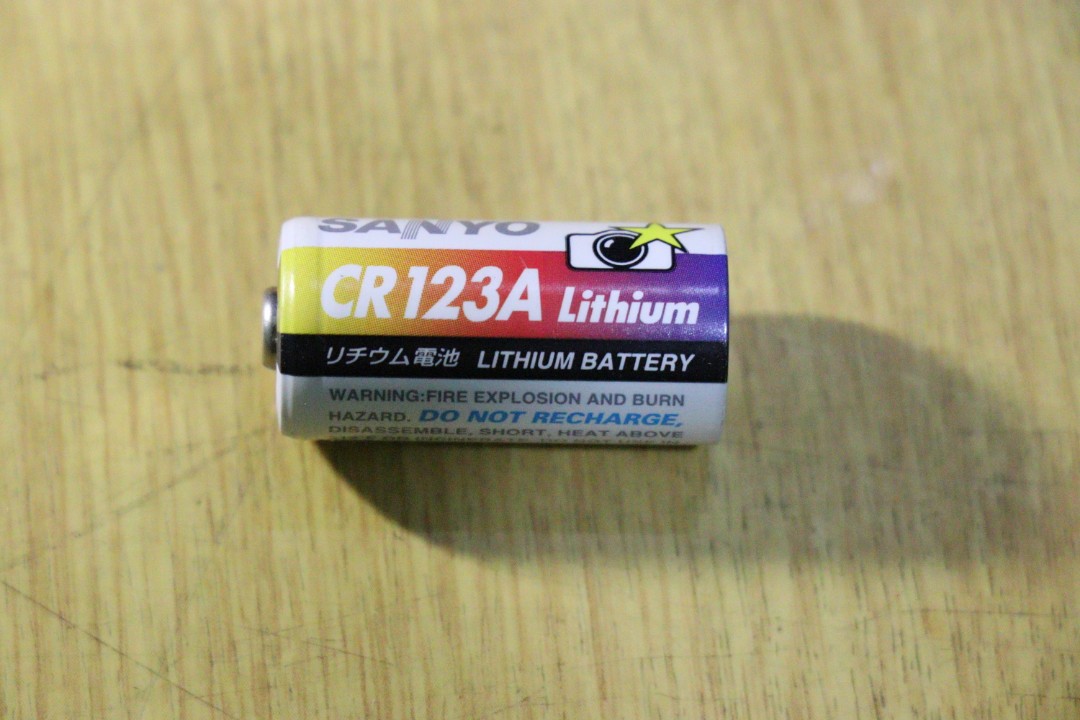 SANYO
CR123A Lithium
リチウム電池 LITHIUM BATTERY
WARNING:FIRE EXPLOSION AND BURN
HAZARD. DO NOT RECHARGE,
DISASSEMBLE, SHORT, HEAT ABOVE